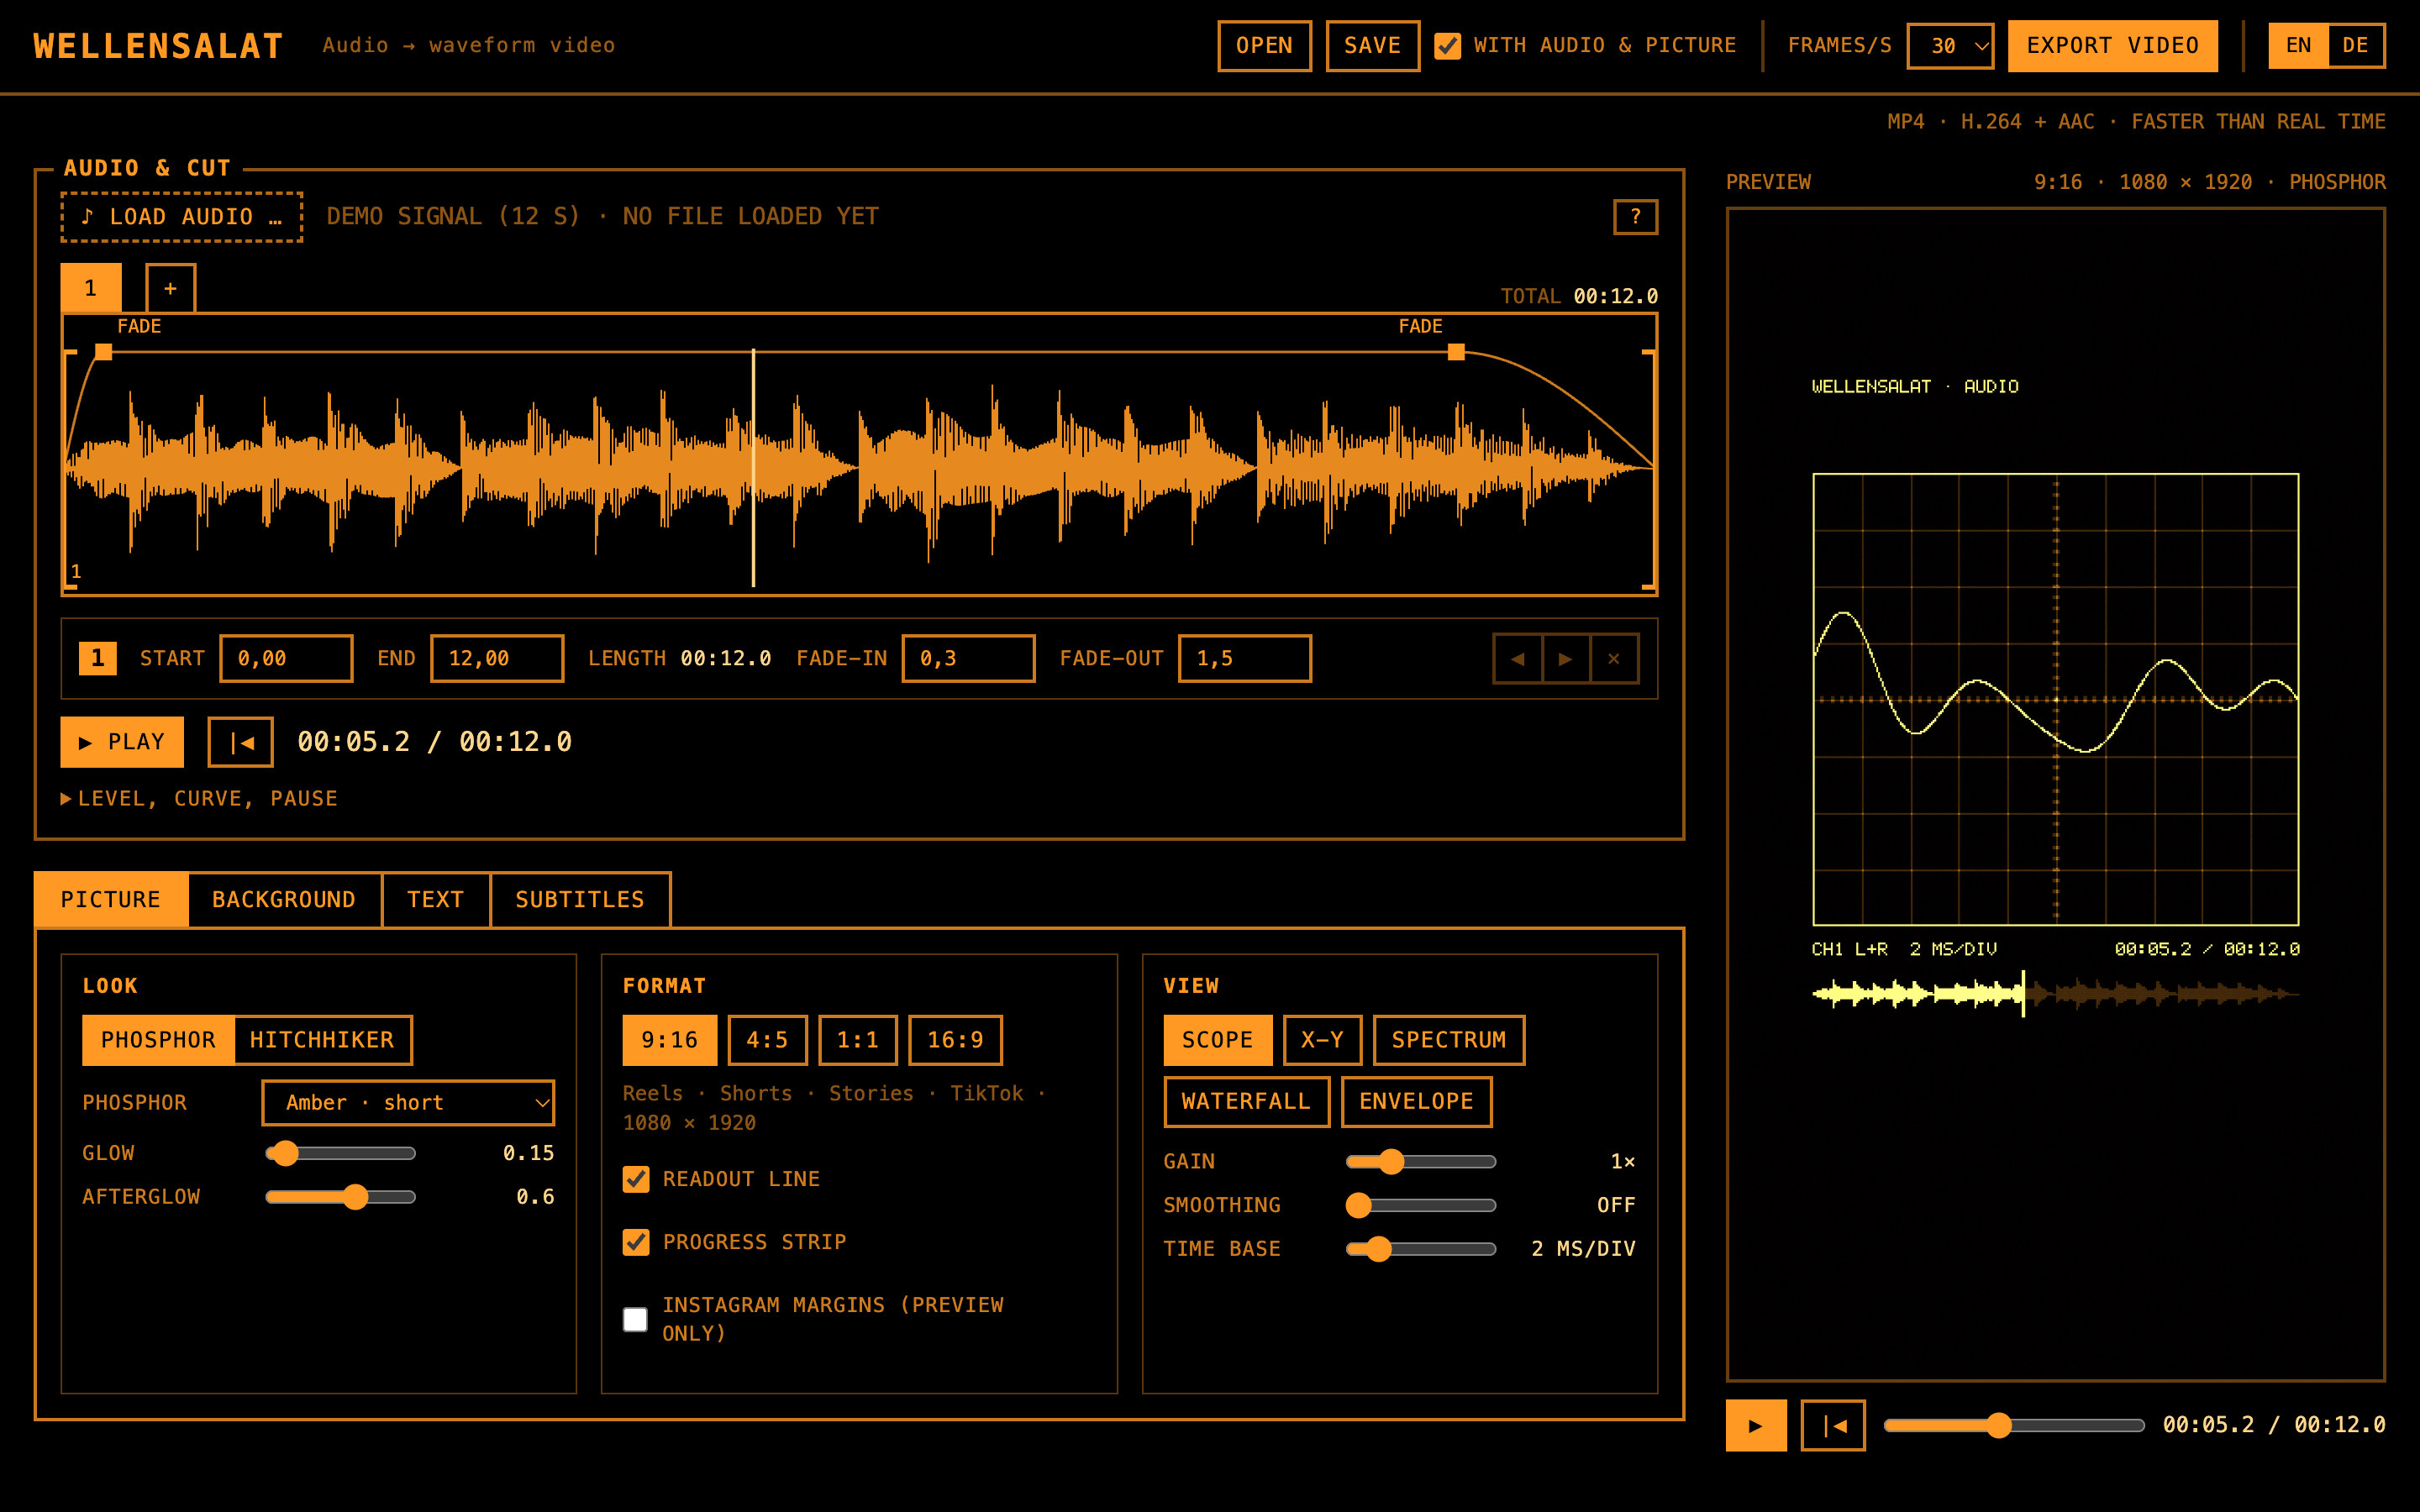 WELLENSALAT Audio → waveform video OPEN SAVE WITH AUDIO & PICTURE FRAMES/S 30 EXPORT VIDEO EN DE
MP4 · H.264 + AAC · FASTER THAN REAL TIME
AUDIO & CUT
♪ LOAD AUDIO … DEMO SIGNAL (12 S) · NO FILE LOADED YET ?
1 + TOTAL 00:12.0
FADE FADE
1
1 START 0,00 END 12,00 LENGTH 00:12.0 FADE-IN 0,3 FADE-OUT 1,5 ◀ ▶ ×
▶ PLAY |◀ 00:05.2 / 00:12.0
▶ LEVEL, CURVE, PAUSE
PICTURE BACKGROUND TEXT SUBTITLES
LOOK
PHOSPHOR HITCHHIKER
PHOSPHOR Amber · short
GLOW 0.15
AFTERGLOW 0.6
FORMAT
9:16 4:5 1:1 16:9
Reels · Shorts · Stories · TikTok ·
1080 × 1920
READOUT LINE
PROGRESS STRIP
INSTAGRAM MARGINS (PREVIEW
ONLY)
VIEW
SCOPE X-Y SPECTRUM
WATERFALL ENVELOPE
GAIN 1×
SMOOTHING OFF
TIME BASE 2 MS/DIV
PREVIEW 9:16 · 1080 × 1920 · PHOSPHOR
WELLENSALAT · AUDIO
CH1 L+R 2 MS/DIV 00:05.2 / 00:12.0
▶ |◀ 00:05.2 / 00:12.0